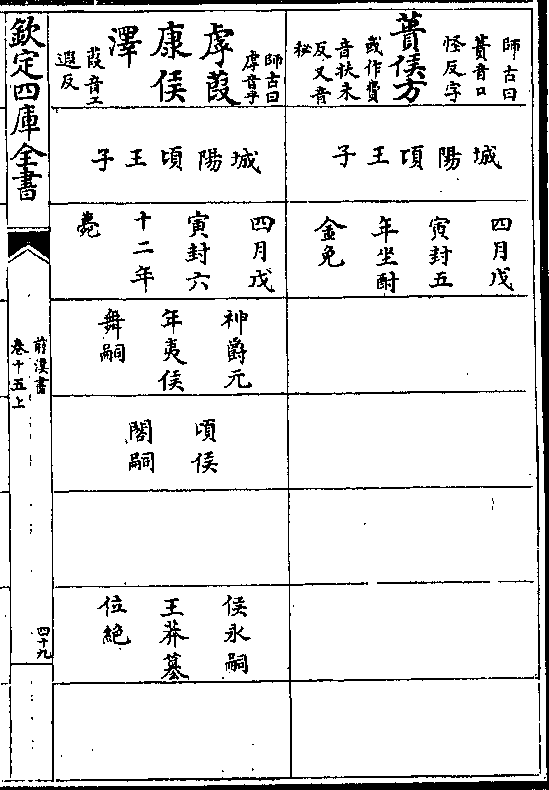 師古曰
蕢音口
怪反字
蕢侯方
或作費
音扶未
反又音
秘
城陽頃王子
四月戊
寅封五
年坐酎
金免
師古曰
虖音乎
虖葭
康侯
澤
葭音工
遐反
城陽頃王子
四月戊
寅封六
十二年
薨
神爵元
年夷侯
舞嗣
頃侯
閣嗣
侯永嗣
王莽墓
位絶
欽定四庫全書
前漢書
卷十五上
四十九